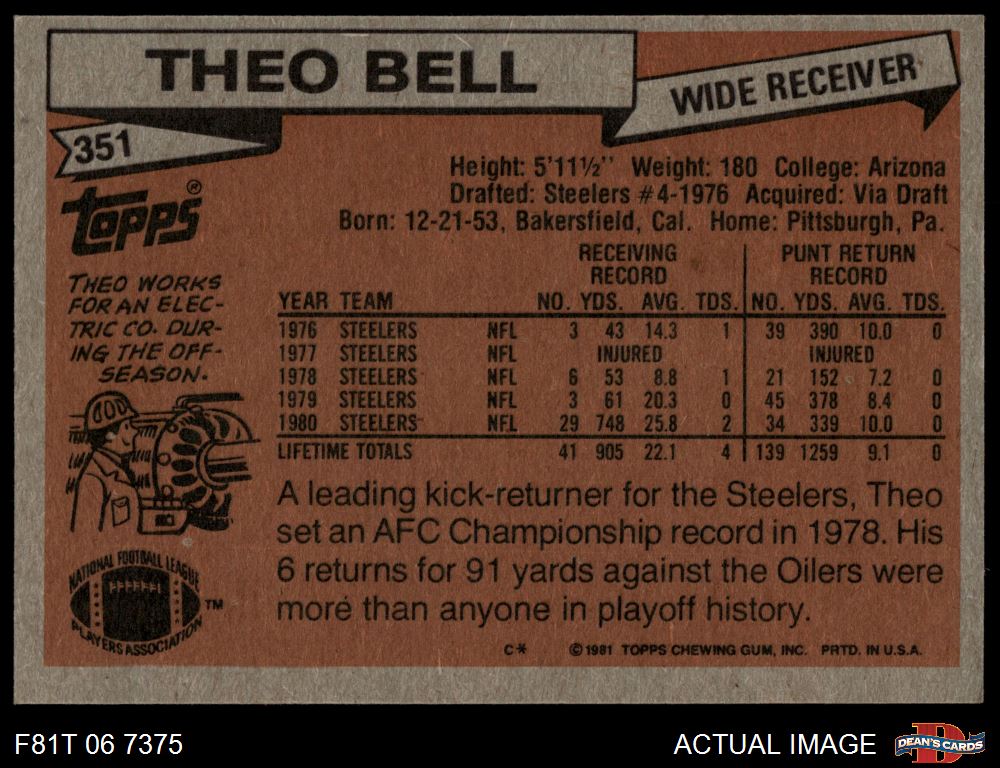 THEO BELL
WIDE RECEIVER
351
Topps®
Height: 5'11½'' Weight: 180 College: Arizona
Drafted: Steelers #4-1976 Acquired: Via Draft
Born: 12-21-53, Bakersfield, Cal. Home: Pittsburgh, Pa.
THEO WORKS
FOR AN ELEC-
TRIC CO. DUR-
ING THE OFF-
SEASON.
RECEIVING PUNT RETURN
RECORD RECORD
YEAR TEAM NO. YDS. AVG. TDS. NO. YDS. AVG. TDS.
1976 STEELERS NFL 3 43 14.3 1 39 390 10.0 0
1977 STEELERS NFL INJURED INJURED
1978 STEELERS NFL 6 53 8.8 1 21 152 7.2 0
1979 STEELERS NFL 3 61 20.3 0 45 378 8.4 0
1980 STEELERS NFL 29 748 25.8 2 34 339 10.0 0
LIFETIME TOTALS 41 905 22.1 4 139 1259 9.1 0
A leading kick-returner for the Steelers, Theo
set an AFC Championship record in 1978. His
6 returns for 91 yards against the Oilers were
more than anyone in playoff history.
NATIONAL FOOTBALL LEAGUE
PLAYERS ASSOCIATION
TM
C* ©1981 TOPPS CHEWING GUM, INC. PRTD. IN U.S.A.
F81T 06 7375
ACTUAL IMAGE
D
DEAN'S CARDS